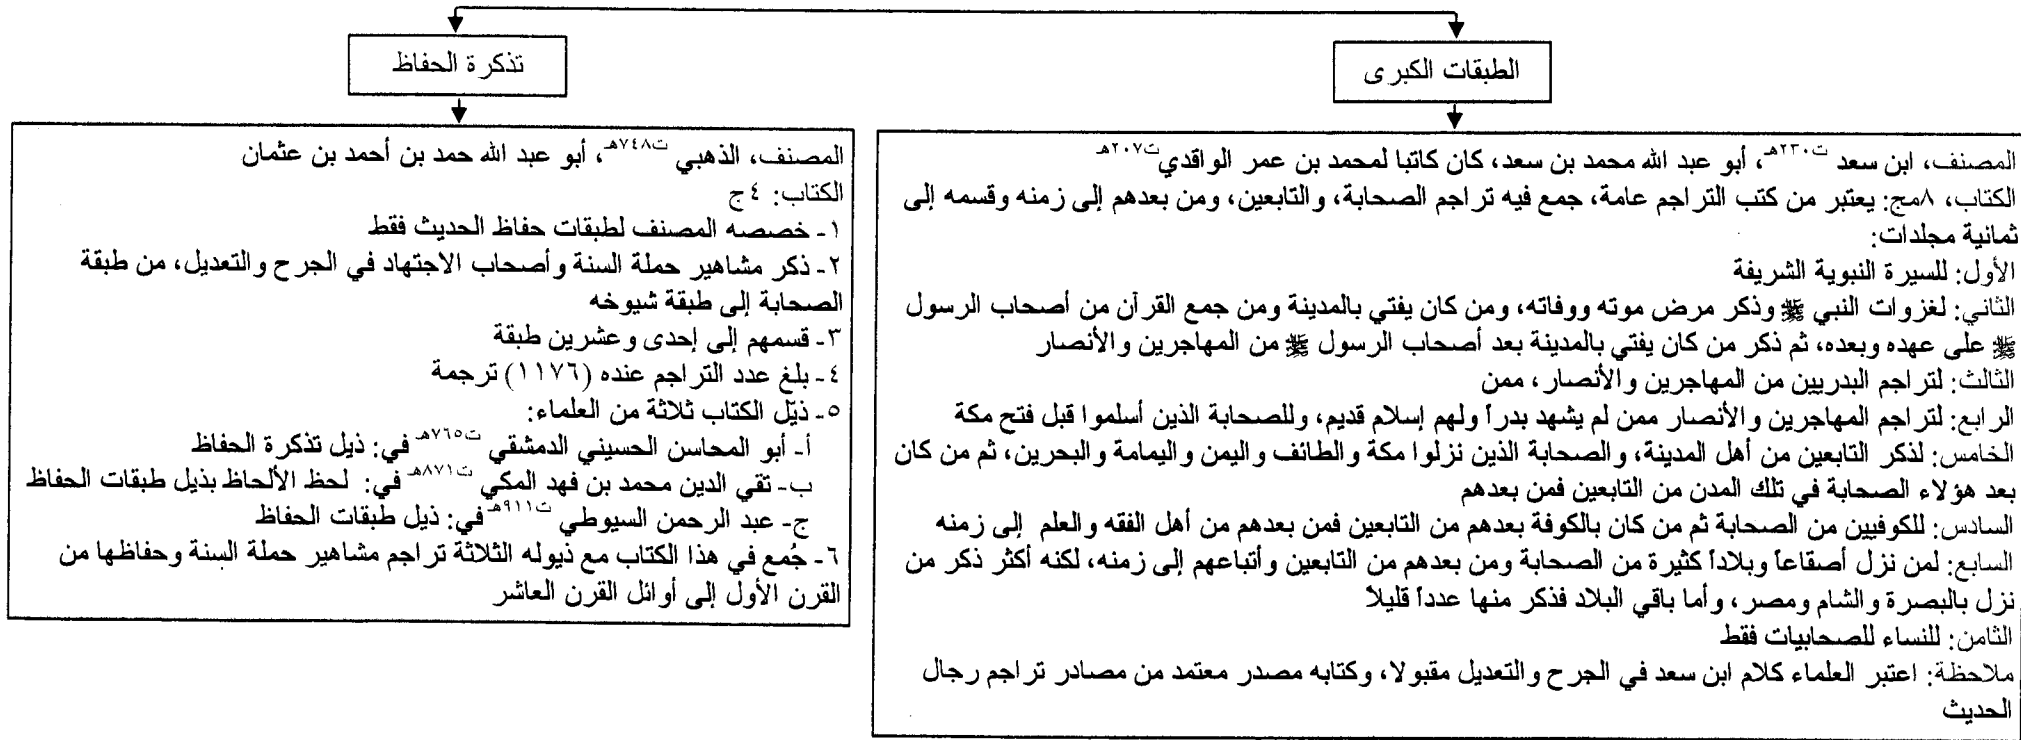 الطبقات الكبرى
المصنف، ابن سعد ت٢٣٠هـ، أبو عبد الله محمد بن سعد، كان كاتبا لمحمد بن عمر الواقدي ت٢٠٧هـ
الكتاب، ٨مج: يعتبر من كتب التراجم عامة، جمع فيه تراجم الصحابة، والتابعين، ومن بعدهم إلى زمنه وقسمه إلى
ثمانية مجلدات:
الأول: للسيرة النبوية الشريفة
الثاني: لغزوات النبي ﷺ وذكر مرض موته ووفاته، ومن كان يفتي بالمدينة ومن جمع القرآن من أصحاب الرسول
ﷺ على عهده وبعده، ثم ذكر من كان يفتي بالمدينة بعد أصحاب الرسول ﷺ من المهاجرين والأنصار
الثالث: لتراجم البدريين من المهاجرين والأنصار، ممن
الرابع: لتراجم المهاجرين والأنصار ممن لم يشهد بدراً ولهم إسلام قديم، وللصحابة الذين أسلموا قبل فتح مكة
الخامس: لذكر التابعين من أهل المدينة، والصحابة الذين نزلوا مكة والطائف واليمن واليمامة والبحرين، ثم من كان
بعد هؤلاء الصحابة في تلك المدن من التابعين فمن بعدهم
السادس: للكوفيين من الصحابة ثم من كان بالكوفة بعدهم من التابعين فمن بعدهم من أهل الفقه والعلم إلى زمنه
السابع: لمن نزل أصقاعاً وبلاداً كثيرة من الصحابة ومن بعدهم من التابعين وأتباعهم إلى زمنه، لكنه أكثر ذكر من
نزل بالبصرة والشام ومصر، وأما باقي البلاد فذكر منها عدداً قليلاً
الثامن: للنساء للصحابيات فقط
ملاحظة: اعتبر العلماء كلام ابن سعد في الجرح والتعديل مقبولا، وكتابه مصدر معتمد من مصادر تراجم رجال
الحديث
تذكرة الحفاظ
المصنف، الذهبي ت٧٤٨هـ، أبو عبد الله حمد بن أحمد بن عثمان
الكتاب: ٤ج
١- خصصه المصنف لطبقات حفاظ الحديث فقط
٢- ذكر مشاهير حملة السنة وأصحاب الاجتهاد في الجرح والتعديل، من طبقة
الصحابة إلى طبقة شيوخه
٣- قسمهم إلى إحدى وعشرين طبقة
٤- بلغ عدد التراجم عنده (١١٧٦) ترجمة
٥- ذيّل الكتاب ثلاثة من العلماء:
أ- أبو المحاسن الحسيني الدمشقي ت٧٦٥هـ في: ذيل تذكرة الحفاظ
ب- تقي الدين محمد بن فهد المكي ت٨٧١هـ في: لحظ الألحاظ بذيل طبقات الحفاظ
ج- عبد الرحمن السيوطي ت٩١١هـ في: ذيل طبقات الحفاظ
٦- جُمع في هذا الكتاب مع ذيوله الثلاثة تراجم مشاهير حملة السنة وحفاظها من
القرن الأول إلى أوائل القرن العاشر